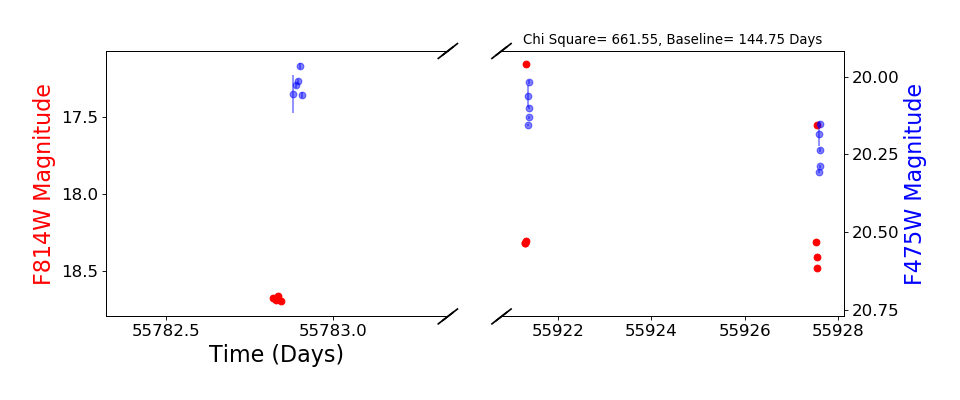 Chi Square= 661.55, Baseline= 144.75 Days
F814W Magnitude
17.5
18.0
18.5
20.00
20.25
20.50
20.75
F475W Magnitude
55782.5 55783.0 55922 55924 55926 55928
Time (Days)